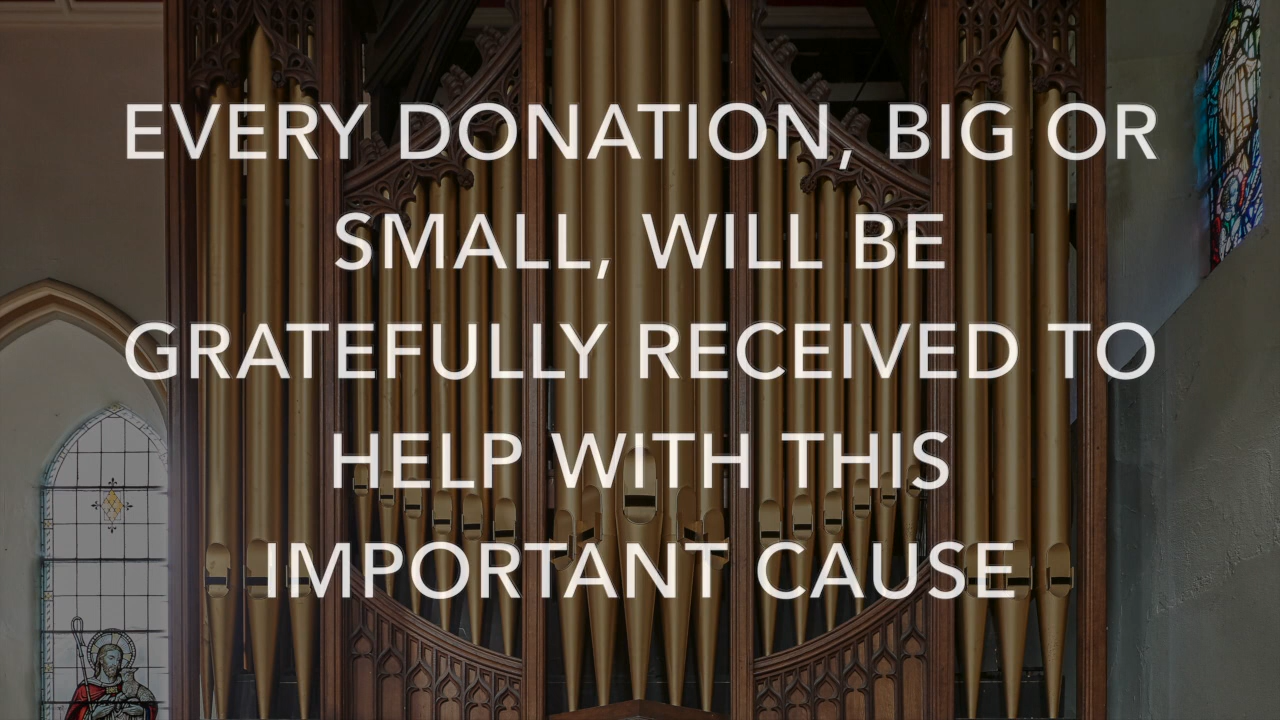 EVERY DONATION, BIG OR
SMALL, WILL BE
GRATEFULLY RECEIVED TO
HELP WITH THIS
IMPORTANT CAUSE